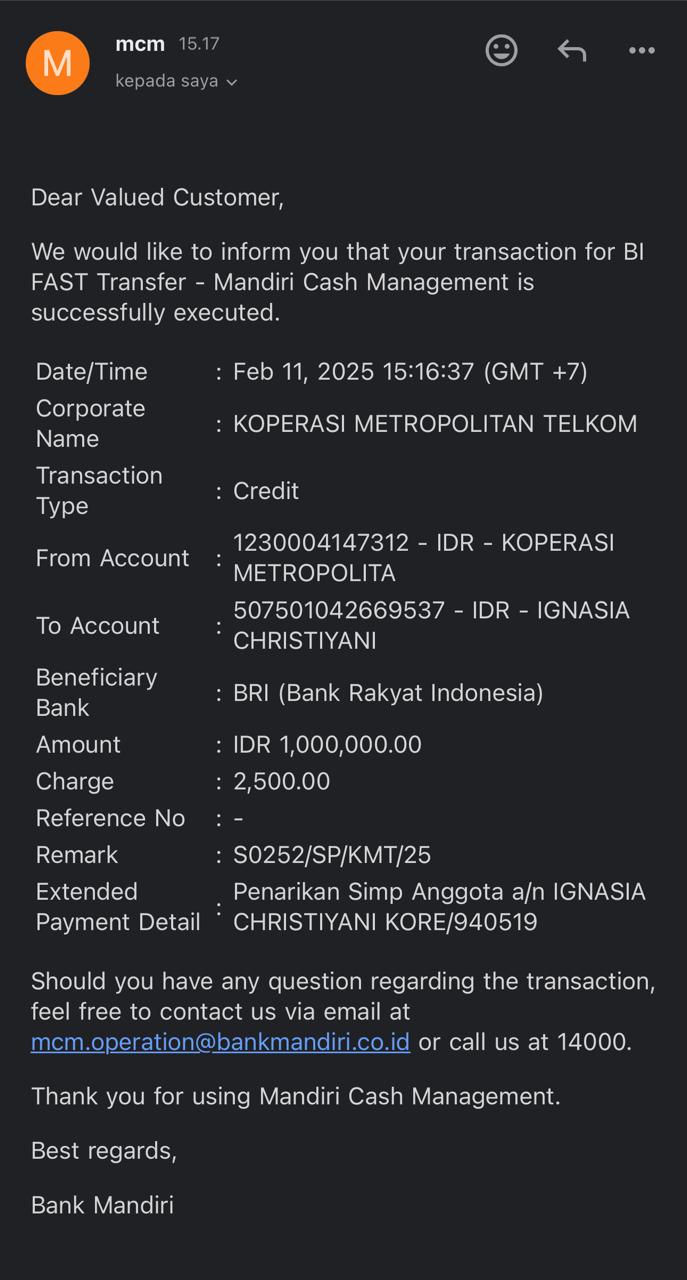 M
mcm 15.17
kepada saya
Dear Valued Customer,
We would like to inform you that your transaction for BI
FAST Transfer - Mandiri Cash Management is
successfully executed.
Date/Time : Feb 11, 2025 15:16:37 (GMT +7)
Corporate
Name : KOPERASI METROPOLITAN TELKOM
Transaction
Type : Credit
From Account : 1230004147312 - IDR - KOPERASI
METROPOLITA
To Account : 507501042669537 - IDR - IGNASIA
CHRISTIYANI
Beneficiary
Bank : BRI (Bank Rakyat Indonesia)
Amount : IDR 1,000,000.00
Charge : 2,500.00
Reference No : -
Remark : S0252/SP/KMT/25
Extended
Payment Detail : Penarikan Simp Anggota a/n IGNASIA
CHRISTIYANI KORE/940519
Should you have any question regarding the transaction,
feel free to contact us via email at
mcm.operation@bankmandiri.co.id or call us at 14000.
Thank you for using Mandiri Cash Management.
Best regards,
Bank Mandiri